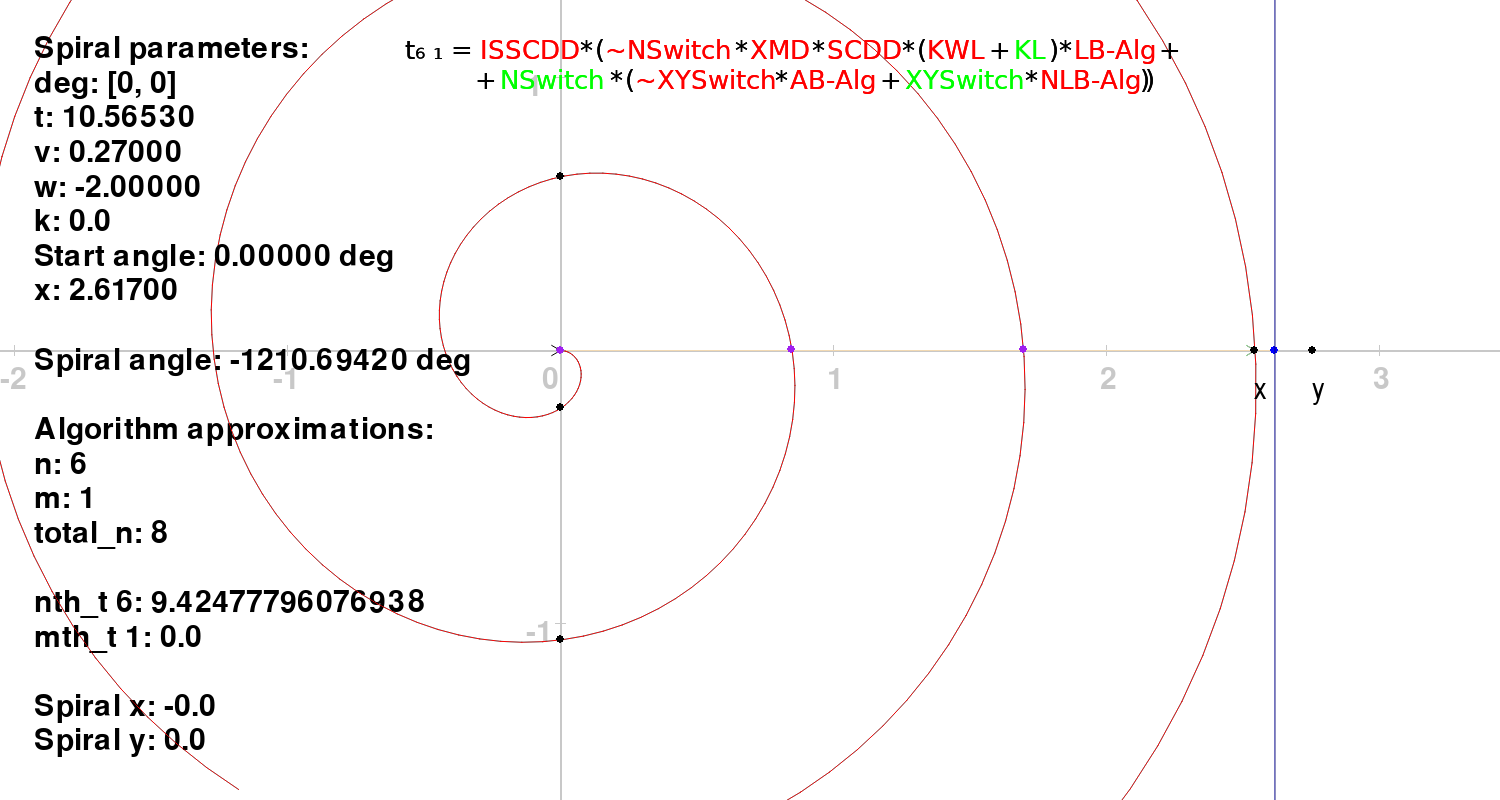 Spiral parameters:
deg: [0, 0]
t: 10.56530
v: 0.27000
w: -2.00000
k: 0.0
Start angle: 0.00000 deg
x: 2.61700
Spiral angle: -1210.69420 deg
Algorithm approximations:
n: 6
m: 1
total_n: 8
nth_t 6: 9.42477796076938
mth_t 1: 0.0
Spiral x: -0.0
Spiral y: 0.0
t₆ ₁ = ISSCDD*(~NSwitch*XMD*SCDD*(KWL+KL)*LB-Alg+
+NSwitch*(~XYSwitch*AB-Alg+XYSwitch*NLB-Alg))
1
-2 -1 0 1 2 3
x y
-1